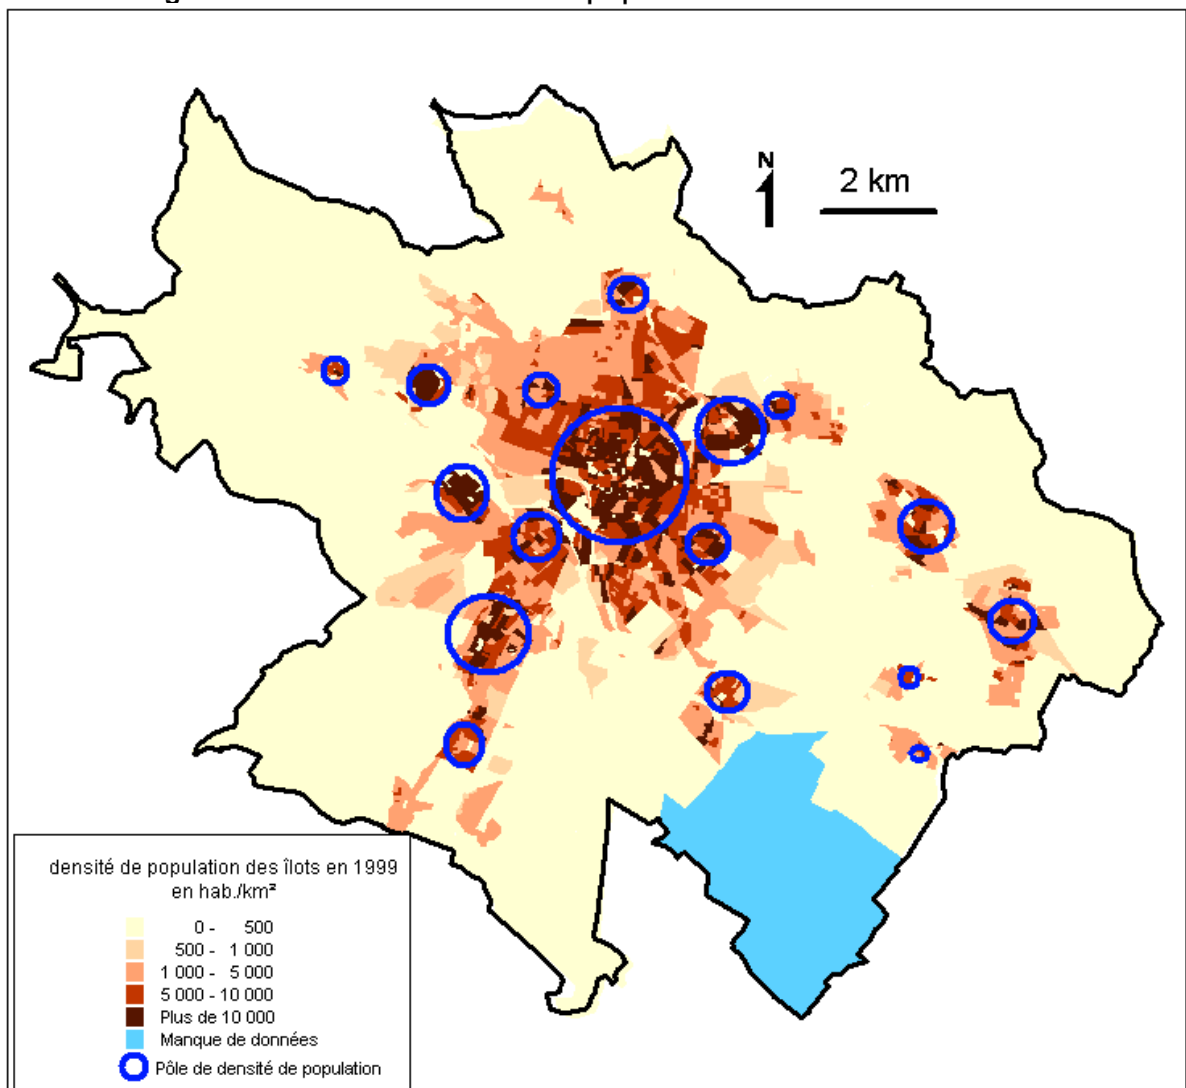 N
2 km
densité de population des îlots en 1999
en hab./km²
0 - 500
500 - 1 000
1 000 - 5 000
5 000 - 10 000
Plus de 10 000
Manque de données
Pôle de densité de population